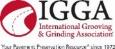 IGGA
International Grooving
& Grinding Association®
Your Pavement Preservation Resource® since 1972